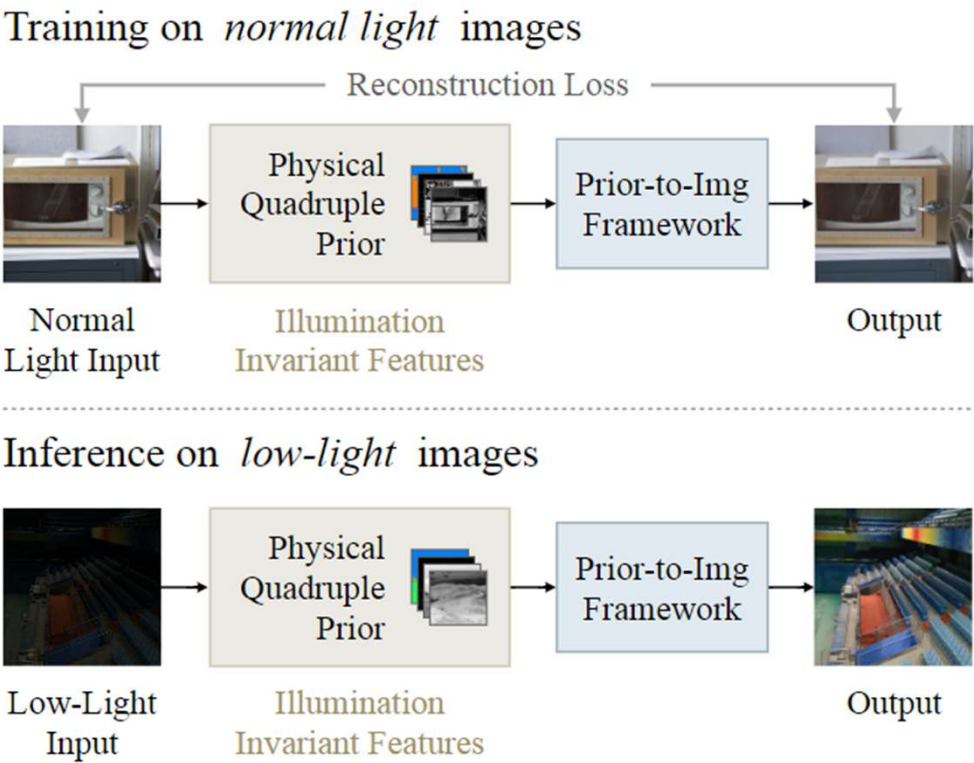 Training on normal light images
Reconstruction Loss
Physical
Quadruple
Prior
Prior-to-Img
Framework
Normal
Light Input
Illumination
Invariant Features
Output
Inference on low-light images
Physical
Quadruple
Prior
Prior-to-Img
Framework
Low-Light
Input
Illumination
Invariant Features
Output